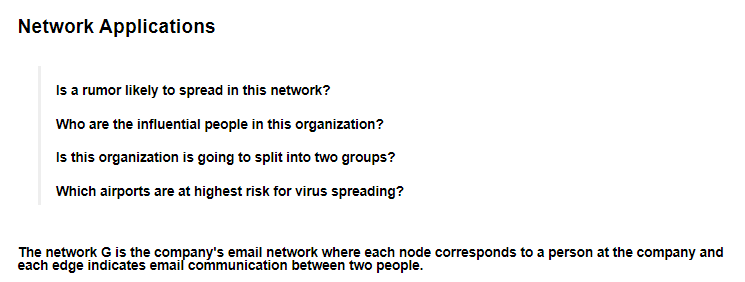 Network Applications
Is a rumor likely to spread in this network?
Who are the influential people in this organization?
Is this organization is going to split into two groups?
Which airports are at highest risk for virus spreading?
The network G is the company's email network where each node corresponds to a person at the company and
each edge indicates email communication between two people.